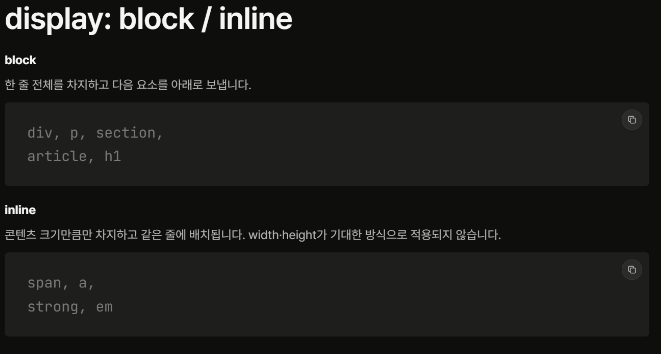 display: block / inline
block
한 줄 전체를 차지하고 다음 요소를 아래로 보냅니다.
div, p, section,
article, h1
inline
콘텐츠 크기만큼만 차지하고 같은 줄에 배치됩니다. width·height가 기대한 방식으로 적용되지 않습니다.
span, a,
strong, em